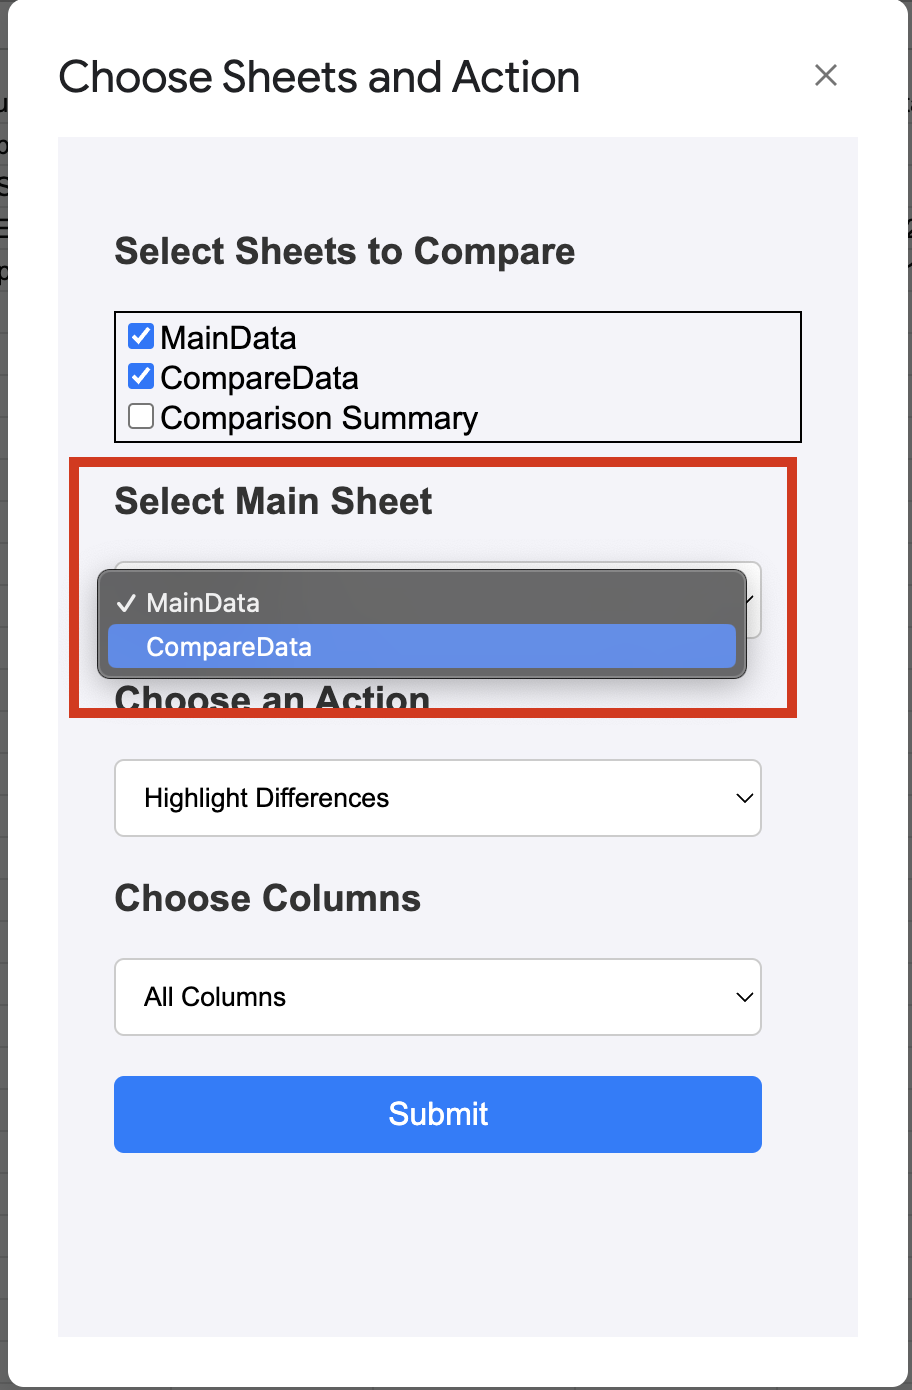 Choose Sheets and Action
Select Sheets to Compare
MainData
CompareData
Comparison Summary
Select Main Sheet
MainData
CompareData
Choose an Action
Highlight Differences
Choose Columns
All Columns
Submit